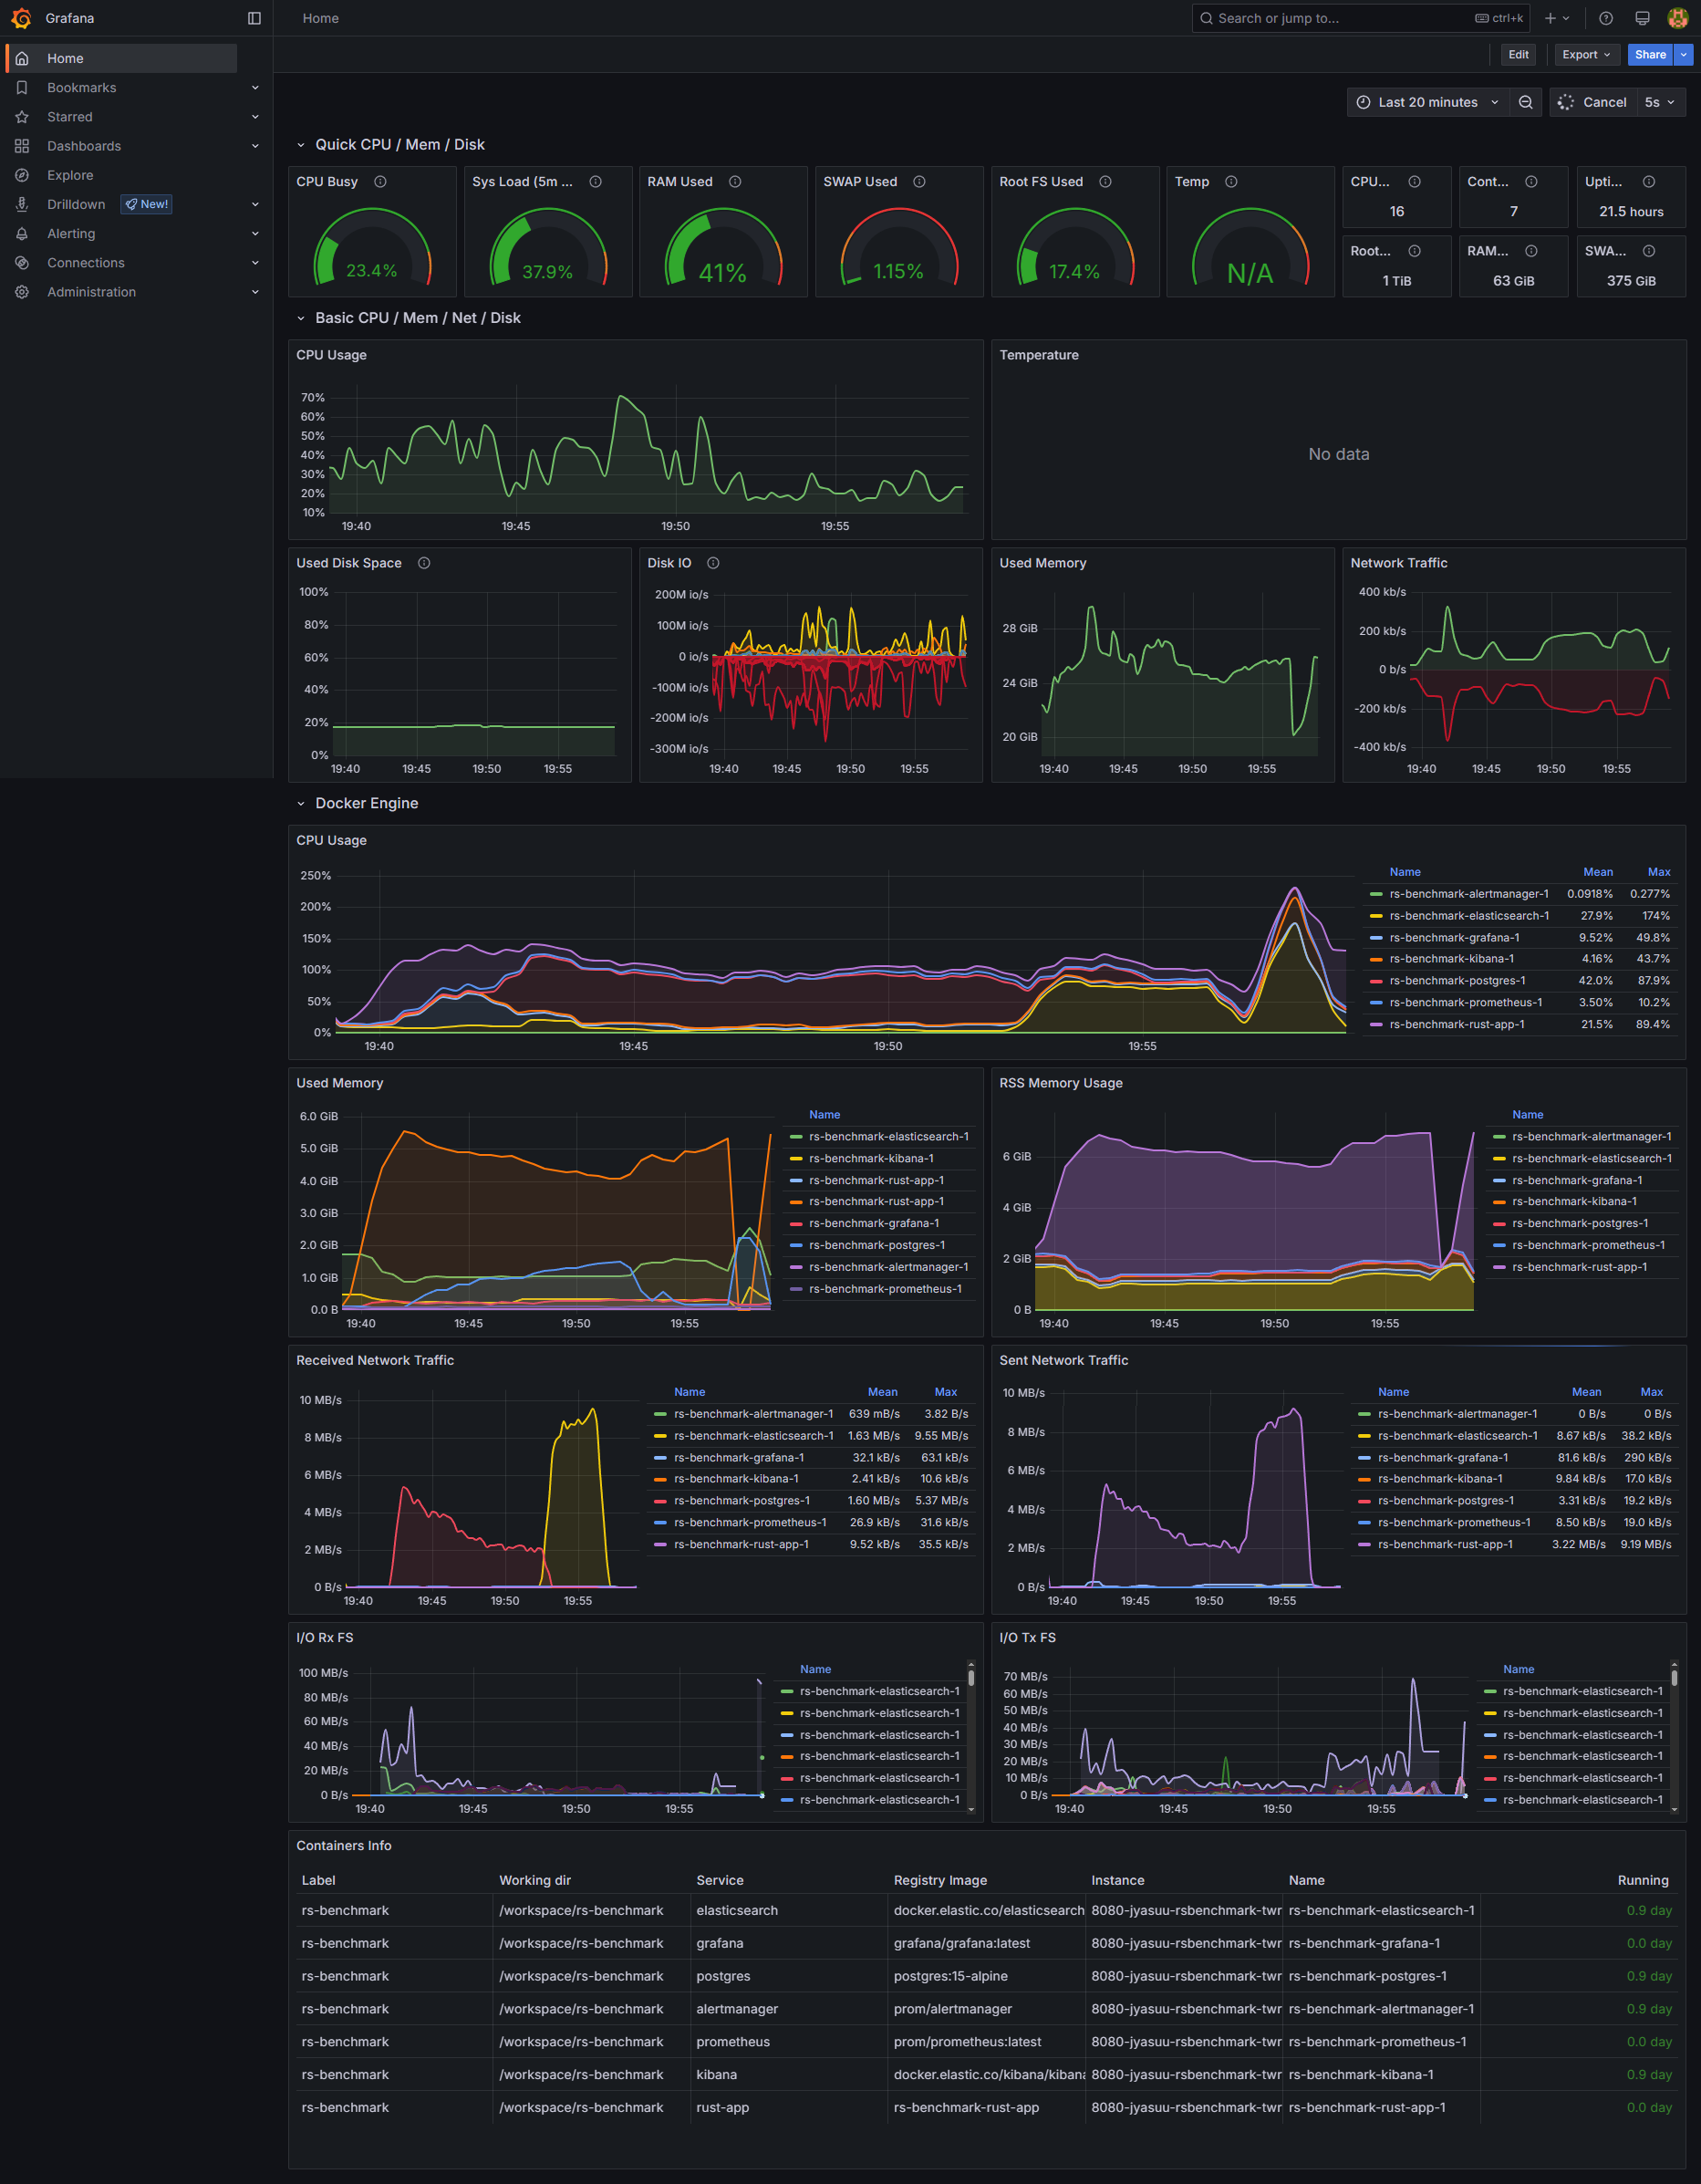 Grafana
Home
Search or jump to...
ctrl+k
Home
Bookmarks
Starred
Dashboards
Explore
Drilldown
New!
Alerting
Connections
Administration
Edit
Export
Share
Last 20 minutes
Cancel
5s
Quick CPU / Mem / Disk
CPU Busy
23.4%
Sys Load (5m ...
37.9%
RAM Used
41%
SWAP Used
1.15%
Root FS Used
17.4%
Temp
N/A
CPU...
16
Cont...
7
Upti...
21.5 hours
Root...
1 TiB
RAM...
63 GiB
SWA...
375 GiB
Basic CPU / Mem / Net / Disk
CPU Usage
70%
60%
50%
40%
30%
20%
10%
19:40 19:45 19:50 19:55
Temperature
No data
Used Disk Space
100%
80%
60%
40%
20%
0%
19:40 19:45 19:50 19:55
Disk IO
200M io/s
100M io/s
0 io/s
-100M io/s
-200M io/s
-300M io/s
19:40 19:45 19:50 19:55
Used Memory
28 GiB
24 GiB
20 GiB
19:40 19:45 19:50 19:55
Network Traffic
400 kb/s
200 kb/s
0 b/s
-200 kb/s
-400 kb/s
19:40 19:45 19:50 19:55
Docker Engine
CPU Usage
250%
200%
150%
100%
50%
0%
19:40 19:45 19:50 19:55
Name Mean Max
rs-benchmark-alertmanager-1 0.0918% 0.277%
rs-benchmark-elasticsearch-1 27.9% 174%
rs-benchmark-grafana-1 9.52% 49.8%
rs-benchmark-kibana-1 4.16% 43.7%
rs-benchmark-postgres-1 42.0% 87.9%
rs-benchmark-prometheus-1 3.50% 10.2%
rs-benchmark-rust-app-1 21.5% 89.4%
Used Memory
6.0 GiB
5.0 GiB
4.0 GiB
3.0 GiB
2.0 GiB
1.0 GiB
0.0 B
19:40 19:45 19:50 19:55
Name
rs-benchmark-elasticsearch-1
rs-benchmark-kibana-1
rs-benchmark-rust-app-1
rs-benchmark-rust-app-1
rs-benchmark-grafana-1
rs-benchmark-postgres-1
rs-benchmark-alertmanager-1
rs-benchmark-prometheus-1
RSS Memory Usage
6 GiB
4 GiB
2 GiB
0 B
19:40 19:45 19:50 19:55
Name
rs-benchmark-alertmanager-1
rs-benchmark-elasticsearch-1
rs-benchmark-grafana-1
rs-benchmark-kibana-1
rs-benchmark-postgres-1
rs-benchmark-prometheus-1
rs-benchmark-rust-app-1
Received Network Traffic
10 MB/s
8 MB/s
6 MB/s
4 MB/s
2 MB/s
0 B/s
19:40 19:45 19:50 19:55
Name Mean Max
rs-benchmark-alertmanager-1 639 mB/s 3.82 B/s
rs-benchmark-elasticsearch-1 1.63 MB/s 9.55 MB/s
rs-benchmark-grafana-1 32.1 kB/s 63.1 kB/s
rs-benchmark-kibana-1 2.41 kB/s 10.6 kB/s
rs-benchmark-postgres-1 1.60 MB/s 5.37 MB/s
rs-benchmark-prometheus-1 26.9 kB/s 31.6 kB/s
rs-benchmark-rust-app-1 9.52 kB/s 35.5 kB/s
Sent Network Traffic
10 MB/s
8 MB/s
6 MB/s
4 MB/s
2 MB/s
0 B/s
19:40 19:45 19:50 19:55
Name Mean Max
rs-benchmark-alertmanager-1 0 B/s 0 B/s
rs-benchmark-elasticsearch-1 8.67 kB/s 38.2 kB/s
rs-benchmark-grafana-1 81.6 kB/s 290 kB/s
rs-benchmark-kibana-1 9.84 kB/s 17.0 kB/s
rs-benchmark-postgres-1 3.31 kB/s 19.2 kB/s
rs-benchmark-prometheus-1 8.50 kB/s 19.0 kB/s
rs-benchmark-rust-app-1 3.22 MB/s 9.19 MB/s
I/O Rx FS
100 MB/s
80 MB/s
60 MB/s
40 MB/s
20 MB/s
0 B/s
19:40 19:45 19:50 19:55
Name
rs-benchmark-elasticsearch-1
rs-benchmark-elasticsearch-1
rs-benchmark-elasticsearch-1
rs-benchmark-elasticsearch-1
rs-benchmark-elasticsearch-1
rs-benchmark-elasticsearch-1
I/O Tx FS
70 MB/s
60 MB/s
50 MB/s
40 MB/s
30 MB/s
20 MB/s
10 MB/s
0 B/s
19:40 19:45 19:50 19:55
Name
rs-benchmark-elasticsearch-1
rs-benchmark-elasticsearch-1
rs-benchmark-elasticsearch-1
rs-benchmark-elasticsearch-1
rs-benchmark-elasticsearch-1
rs-benchmark-elasticsearch-1
Containers Info
Label Working dir Service Registry Image Instance Name Running
rs-benchmark /workspace/rs-benchmark elasticsearch docker.elastic.co/elasticsearch 8080-jyasuu-rsbenchmark-twr rs-benchmark-elasticsearch-1 0.9 day
rs-benchmark /workspace/rs-benchmark grafana grafana/grafana:latest 8080-jyasuu-rsbenchmark-twr rs-benchmark-grafana-1 0.0 day
rs-benchmark /workspace/rs-benchmark postgres postgres:15-alpine 8080-jyasuu-rsbenchmark-twr rs-benchmark-postgres-1 0.9 day
rs-benchmark /workspace/rs-benchmark alertmanager prom/alertmanager 8080-jyasuu-rsbenchmark-twr rs-benchmark-alertmanager-1 0.9 day
rs-benchmark /workspace/rs-benchmark prometheus prom/prometheus:latest 8080-jyasuu-rsbenchmark-twr rs-benchmark-prometheus-1 0.0 day
rs-benchmark /workspace/rs-benchmark kibana docker.elastic.co/kibana/kibana 8080-jyasuu-rsbenchmark-twr rs-benchmark-kibana-1 0.9 day
rs-benchmark /workspace/rs-benchmark rust-app rs-benchmark-rust-app 8080-jyasuu-rsbenchmark-twr rs-benchmark-rust-app-1 0.0 day